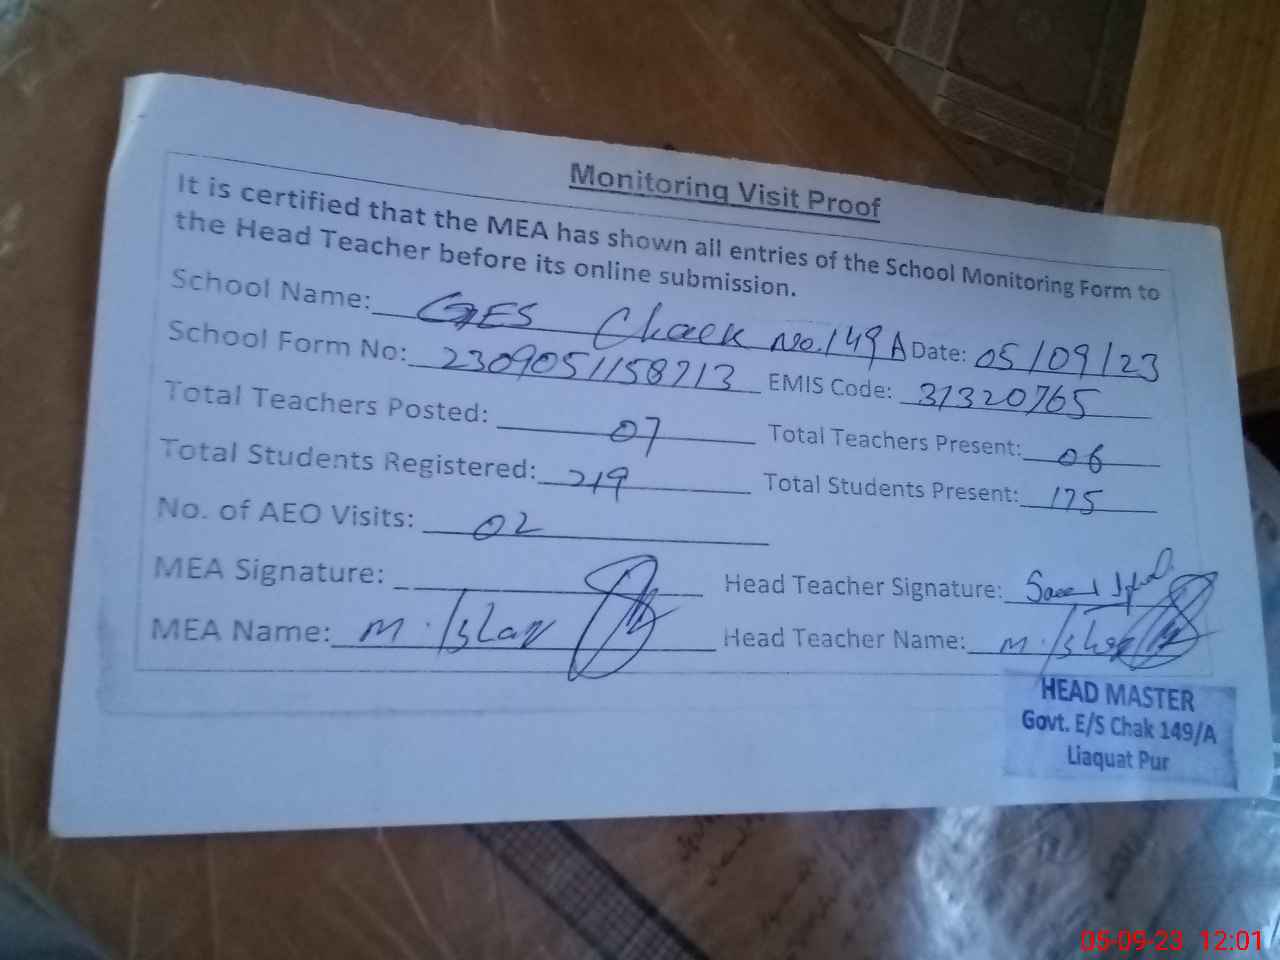 Monitoring Visit Proof
It is certified that the MEA has shown all entries of the School Monitoring Form to
the Head Teacher before its online submission.
School Name: GES Chack No. 149 A Date: 05/09/23
School Form No: 2309051158713 EMIS Code: 31320765
Total Teachers Posted: 07 Total Teachers Present: 06
Total Students Registered: 219 Total Students Present: 175
No. of AEO Visits: 02
MEA Signature: Head Teacher Signature: Saeed
MEA Name: M. Head Teacher Name: M.
HEAD MASTER
Govt. E/S Chak 149/A
Liaquat Pur
05-09-23 12:01